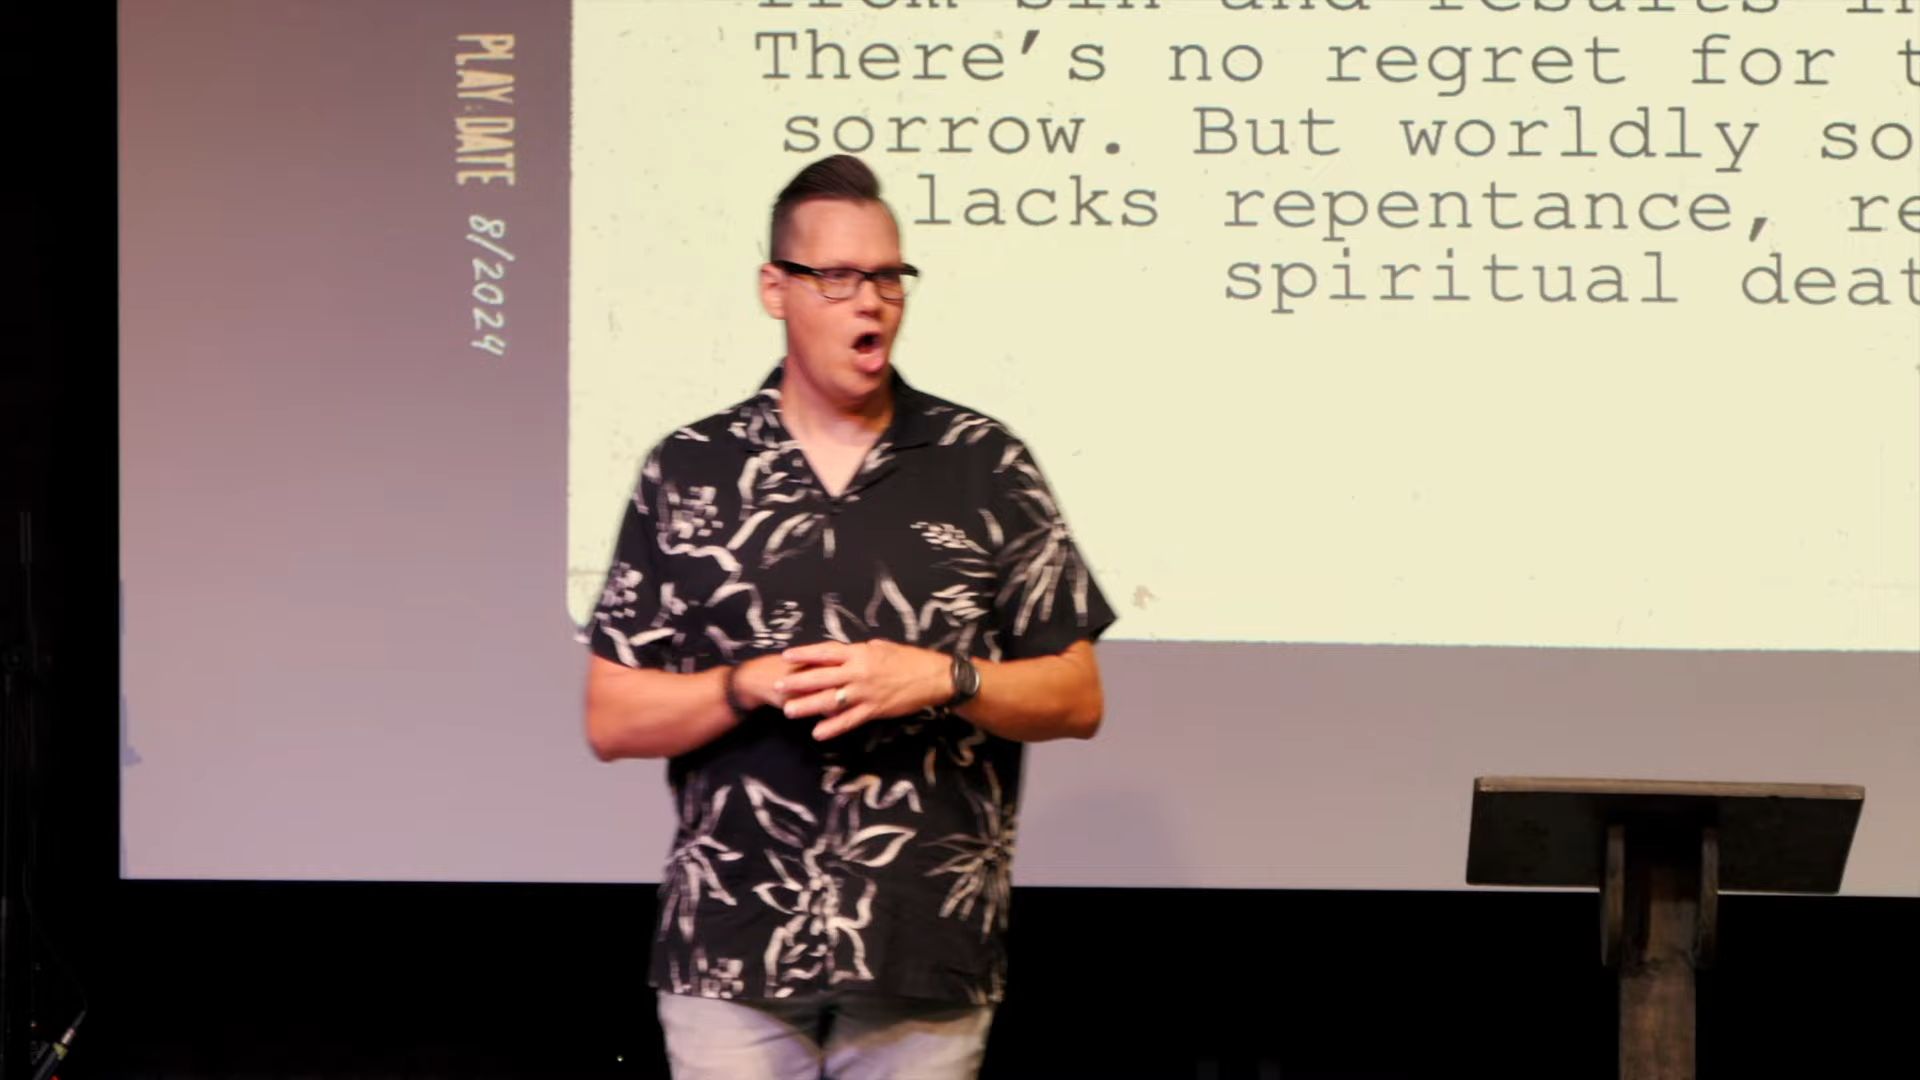 There's no regret for
sorrow. But worldly
lacks repentance,
spiritual
PLAY:DATE 8/2024